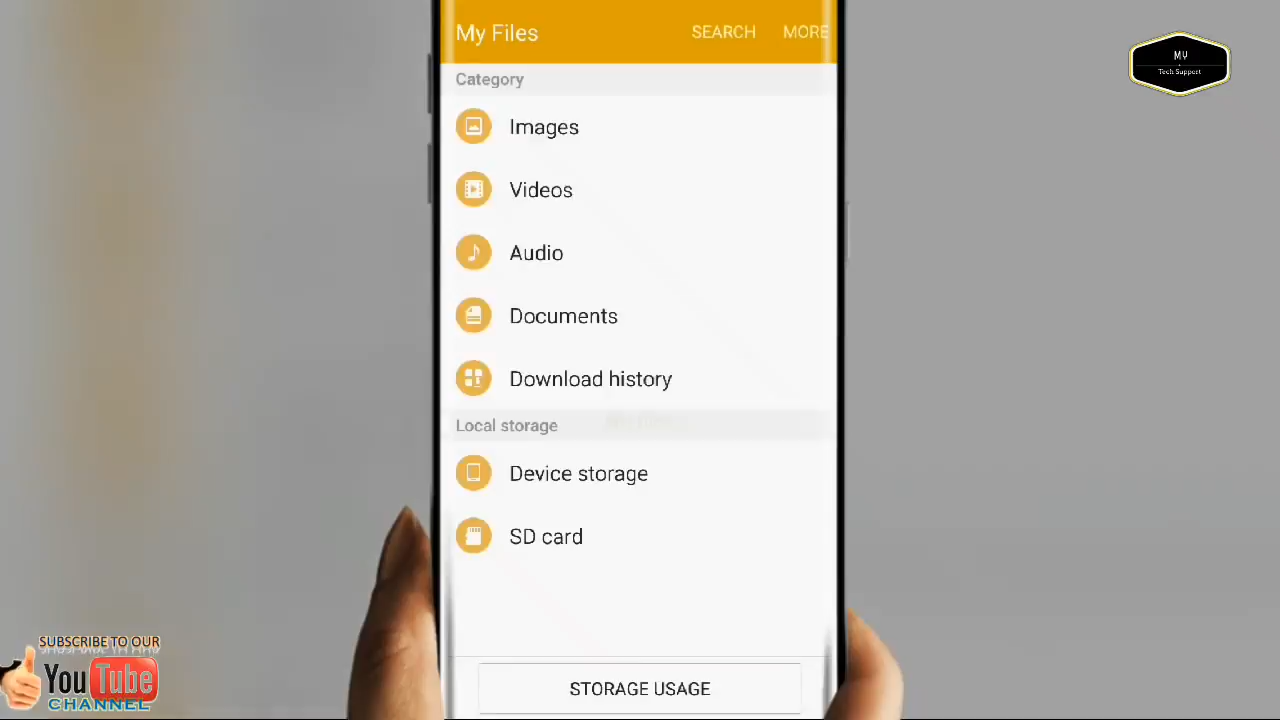 My Files SEARCH MORE
Category
Images
Videos
Audio
Documents
Download history
Local storage
Device storage
SD card
STORAGE USAGE
MY
Tech Support
SUBSCRIBE TO OUR
YouTube
CHANNEL